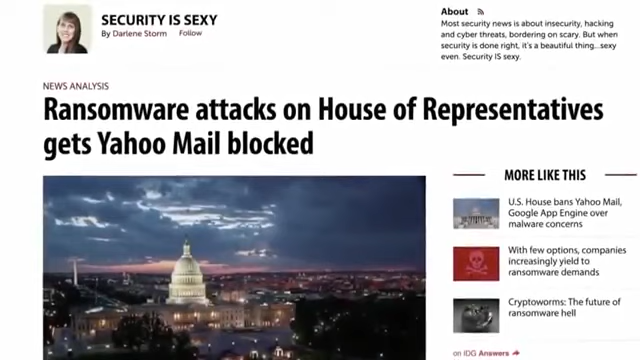 SECURITY IS SEXY
By Darlene Storm Follow
About
Most security news is about insecurity, hacking
and cyber threats, bordering on scary. But when
security is done right, it's a beautiful thing...sexy
even. Security IS sexy.
NEWS ANALYSIS
Ransomware attacks on House of Representatives
gets Yahoo Mail blocked
MORE LIKE THIS
U.S. House bans Yahoo Mail,
Google App Engine over
malware concerns
With few options, companies
increasingly yield to
ransomware demands
Cryptoworms: The future of
ransomware hell
on IDG Answers